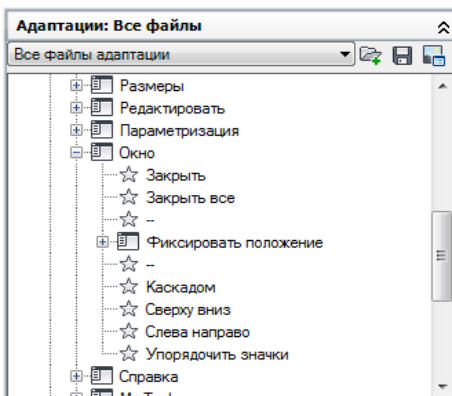 Адаптации: Все файлы
Все файлы адаптации
Размеры
Редактировать
Параметризация
Окно
Закрыть
Закрыть все
--
Фиксировать положение
--
Каскадом
Сверху вниз
Слева направо
Упорядочить значки
Справка